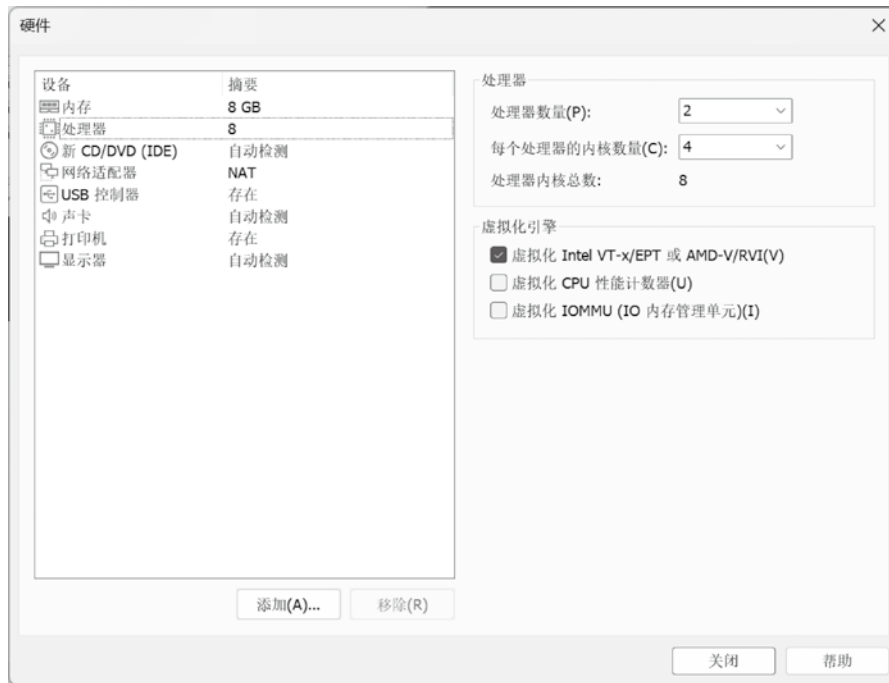 硬件
设备 摘要
内存 8 GB
处理器 8
新 CD/DVD (IDE) 自动检测
网络适配器 NAT
USB 控制器 存在
声卡 自动检测
打印机 存在
显示器 自动检测
添加(A)... 移除(R)
处理器
处理器数量(P): 2
每个处理器的内核数量(C): 4
处理器内核总数: 8
虚拟化引擎
虚拟化 Intel VT-x/EPT 或 AMD-V/RVI(V)
虚拟化 CPU 性能计数器(U)
虚拟化 IOMMU (IO 内存管理单元)(I)
关闭 帮助